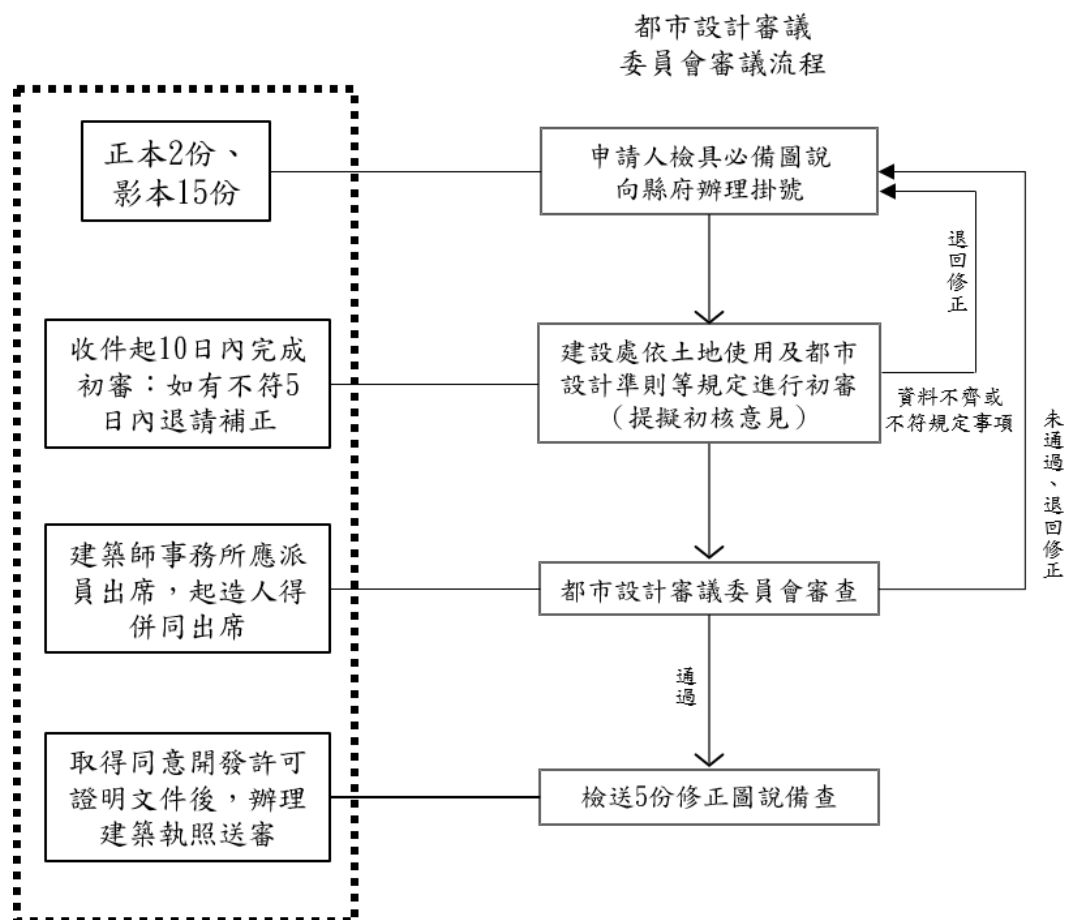 都市設計審議
委員會審議流程
正本2份、
影本15份
申請人檢具必備圖說
向縣府辦理掛號
退回修正
收件起10日內完成
初審：如有不符5
日內退請補正
建設處依土地使用及都市
設計準則等規定進行初審
（提擬初核意見）
資料不齊或
不符規定事項
未通過、退回修正
建築師事務所應派
員出席，起造人得
併同出席
都市設計審議委員會審查
通過
取得同意開發許可
證明文件後，辦理
建築執照送審
檢送5份修正圖說備查